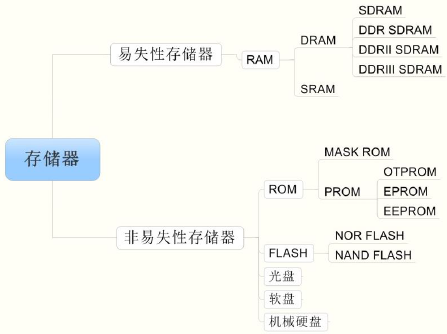 存储器
易失性存储器
RAM
DRAM
SDRAM
DDR SDRAM
DDRII SDRAM
DDRIII SDRAM
SRAM
非易失性存储器
ROM
MASK ROM
PROM
OTPROM
EPROM
EEPROM
FLASH
NOR FLASH
NAND FLASH
光盘
软盘
机械硬盘